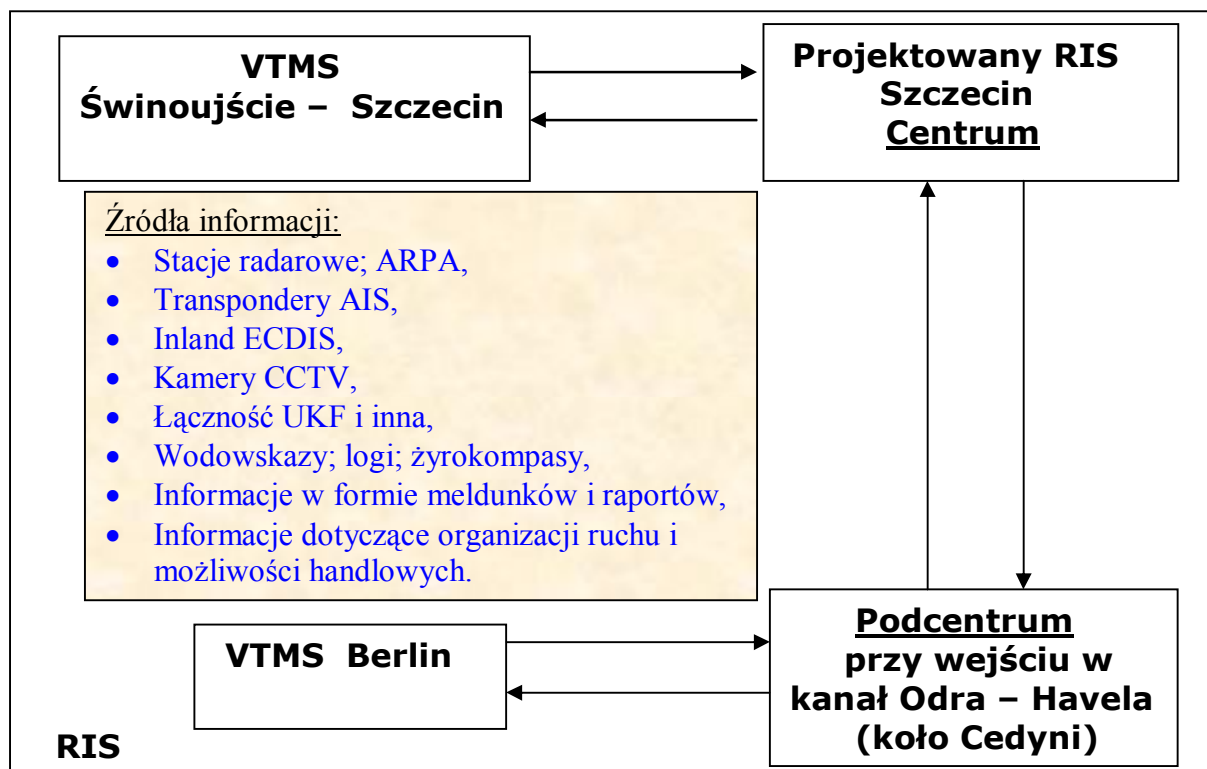 VTMS
Świnoujście – Szczecin
Projektowany RIS
Szczecin
Centrum
Źródła informacji:
• Stacje radarowe; ARPA,
• Transpondery AIS,
• Inland ECDIS,
• Kamery CCTV,
• Łączność UKF i inna,
• Wodowskazy; logi; żyrokompasy,
• Informacje w formie meldunków i raportów,
• Informacje dotyczące organizacji ruchu i
możliwości handlowych.
VTMS Berlin
Podcentrum
przy wejściu w
kanał Odra – Havela
(koło Cedyni)
RIS